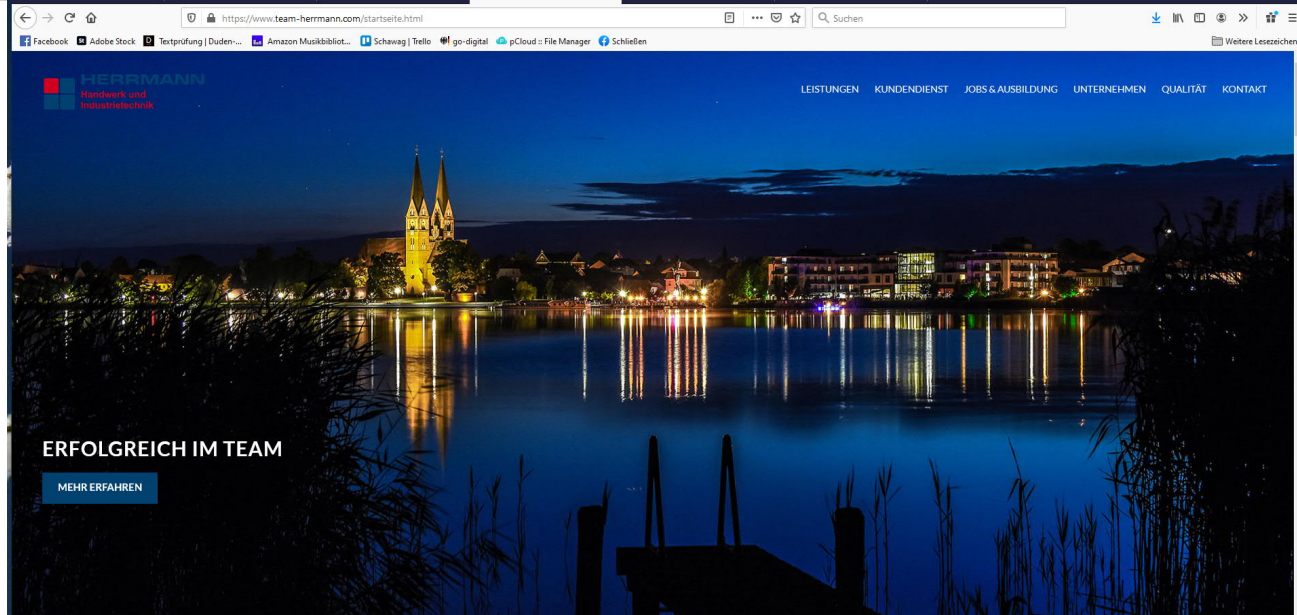 https://www.team-herrmann.com/startseite.html
Suchen
Facebook
Adobe Stock
Textprüfung | Duden-...
Amazon Musikbibliot...
Schawag | Trello
go-digital
pCloud :: File Manager
Schließen
Weitere Lesezeichen
HERRMANN
Handwerk und
Industrietechnik
LEISTUNGEN KUNDENDIENST JOBS & AUSBILDUNG UNTERNEHMEN QUALITÄT KONTAKT
ERFOLGREICH IM TEAM
MEHR ERFAHREN